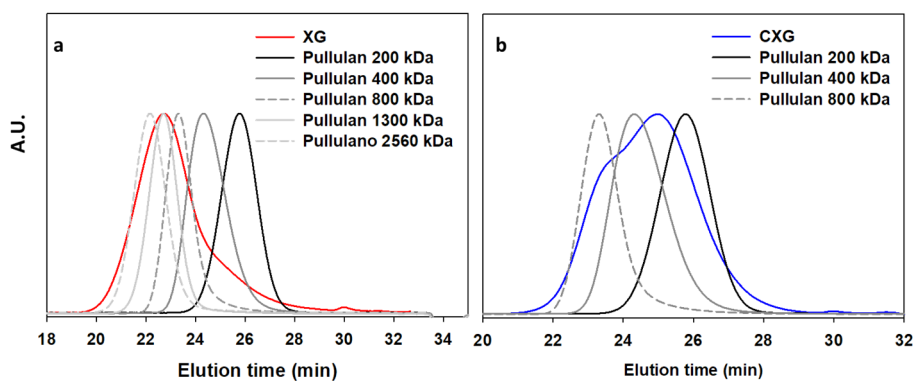 a
XG
Pullulan 200 kDa
Pullulan 400 kDa
Pullulan 800 kDa
Pullulan 1300 kDa
Pullulano 2560 kDa
A.U.
18 20 22 24 26 28 30 32 34
Elution time (min)
b
CXG
Pullulan 200 kDa
Pullulan 400 kDa
Pullulan 800 kDa
20 22 24 26 28 30 32
Elution time (min)